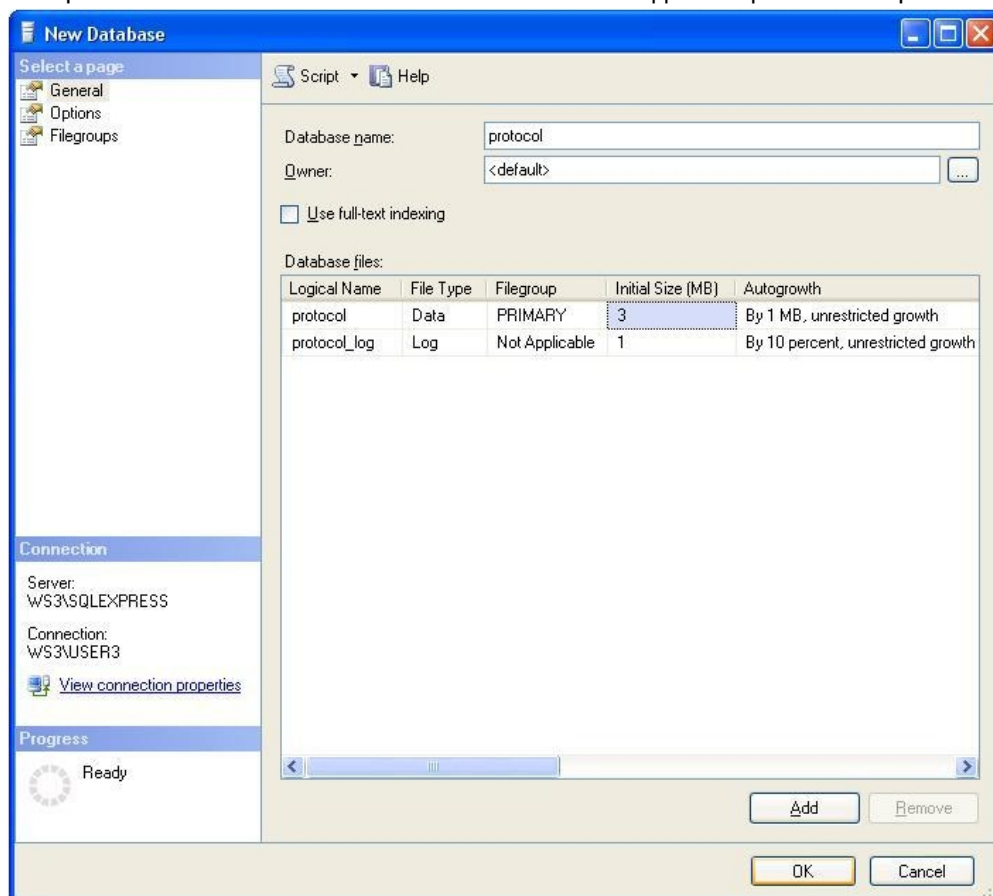 New Database
Select a page
General
Options
Filegroups
Script Help
Database name: protocol
Owner: <default> ...
Use full-text indexing
Database files:
Logical Name File Type Filegroup Initial Size (MB) Autogrowth
protocol Data PRIMARY 3 By 1 MB, unrestricted growth
protocol_log Log Not Applicable 1 By 10 percent, unrestricted growth
Connection
Server:
WS3\SQLEXPRESS
Connection:
WS3\USER3
View connection properties
Progress
Ready
Add Remove
OK Cancel